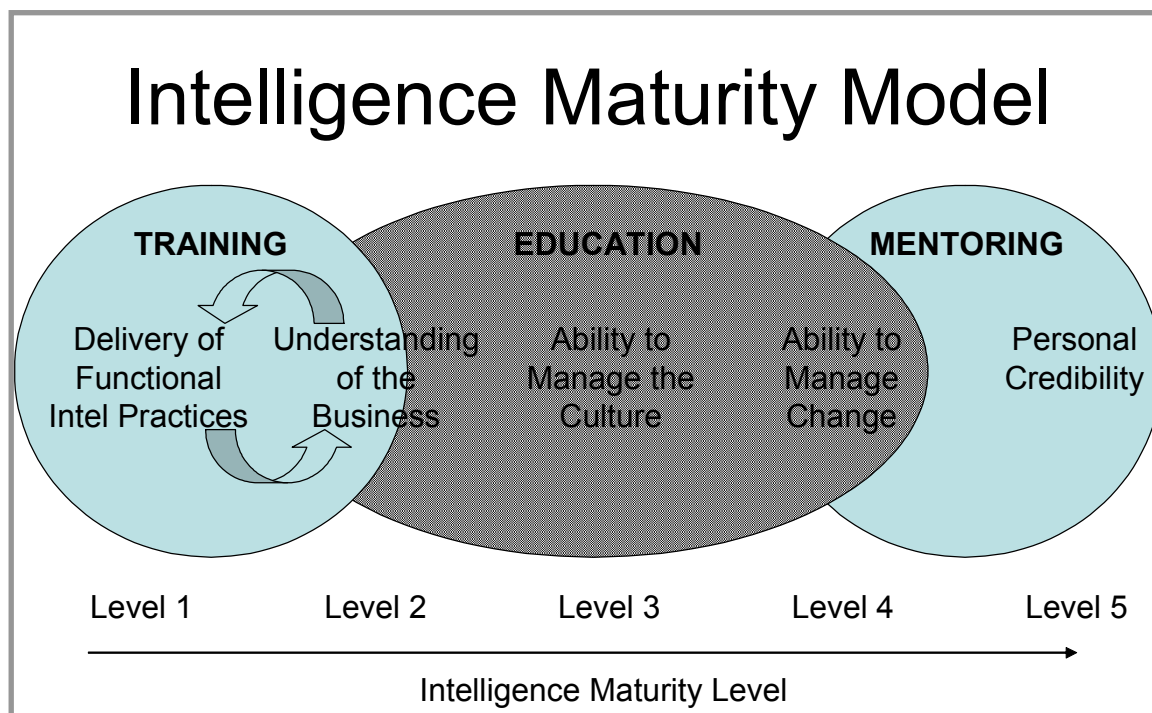 Intelligence Maturity Model
TRAINING
EDUCATION
MENTORING
Delivery of
Functional
Intel Practices
Understanding
of the
Business
Ability to
Manage the
Culture
Ability to
Manage
Change
Personal
Credibility
Level 1
Level 2
Level 3
Level 4
Level 5
Intelligence Maturity Level